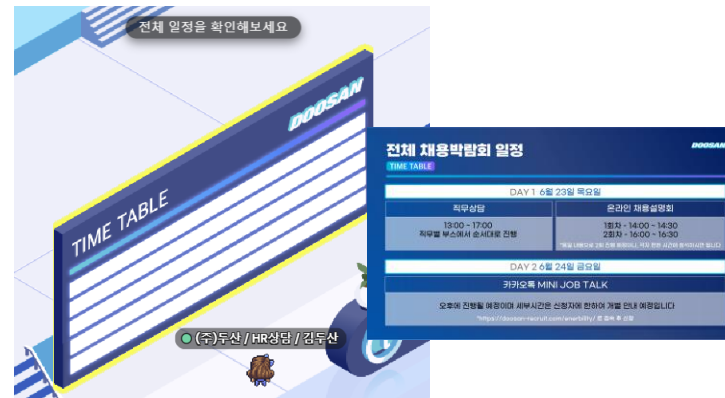 전체 일정을 확인해보세요
DOOSAN
TIME TABLE
(주)두산 / HR상담 / 김두산
전체 채용박람회 일정
DOOSAN
TIME TABLE
DAY 1 6월 23일 목요일
직무상담
온라인 채용설명회
13:00 - 17:00
직무별 부스에서 순서대로 진행
1회차 - 14:00 ~ 14:30
2회차 - 16:00 ~ 16:30
DAY 2 6월 24일 금요일
카카오톡 MINI JOB TALK
오후에 진행될 예정이며 세부시간은 신청자에 한하여 개별 안내 예정입니다
*https://doosan-recruit.com/enerbility/